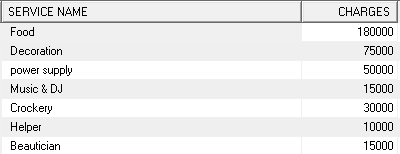 SERVICE NAME CHARGES
Food 180000
Decoration 75000
power supply 50000
Music & DJ 15000
Crockery 30000
Helper 10000
Beautician 15000